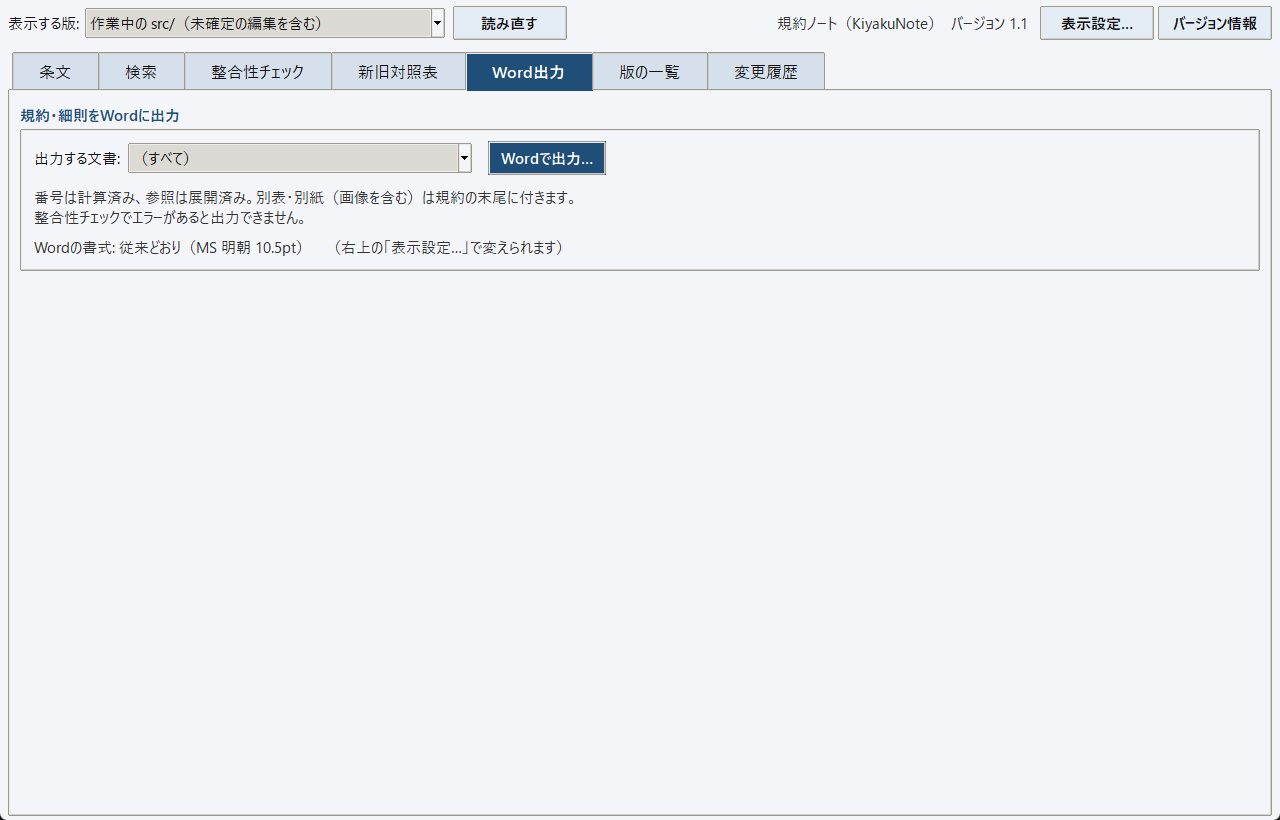 表示する版: 作業中の src/（未確定の編集を含む） 読み直す 規約ノート（KiyakuNote） バージョン 1.1 表示設定... バージョン情報
条文 検索 整合性チェック 新旧対照表 Word出力 版の一覧 変更履歴
規約・細則をWordに出力
出力する文書: （すべて） Wordで出力...
番号は計算済み、参照は展開済み。別表・別紙（画像を含む）は規約の末尾に付きます。
整合性チェックでエラーがあると出力できません。
Wordの書式: 従来どおり（MS 明朝 10.5pt） （右上の「表示設定...」で変えられます）